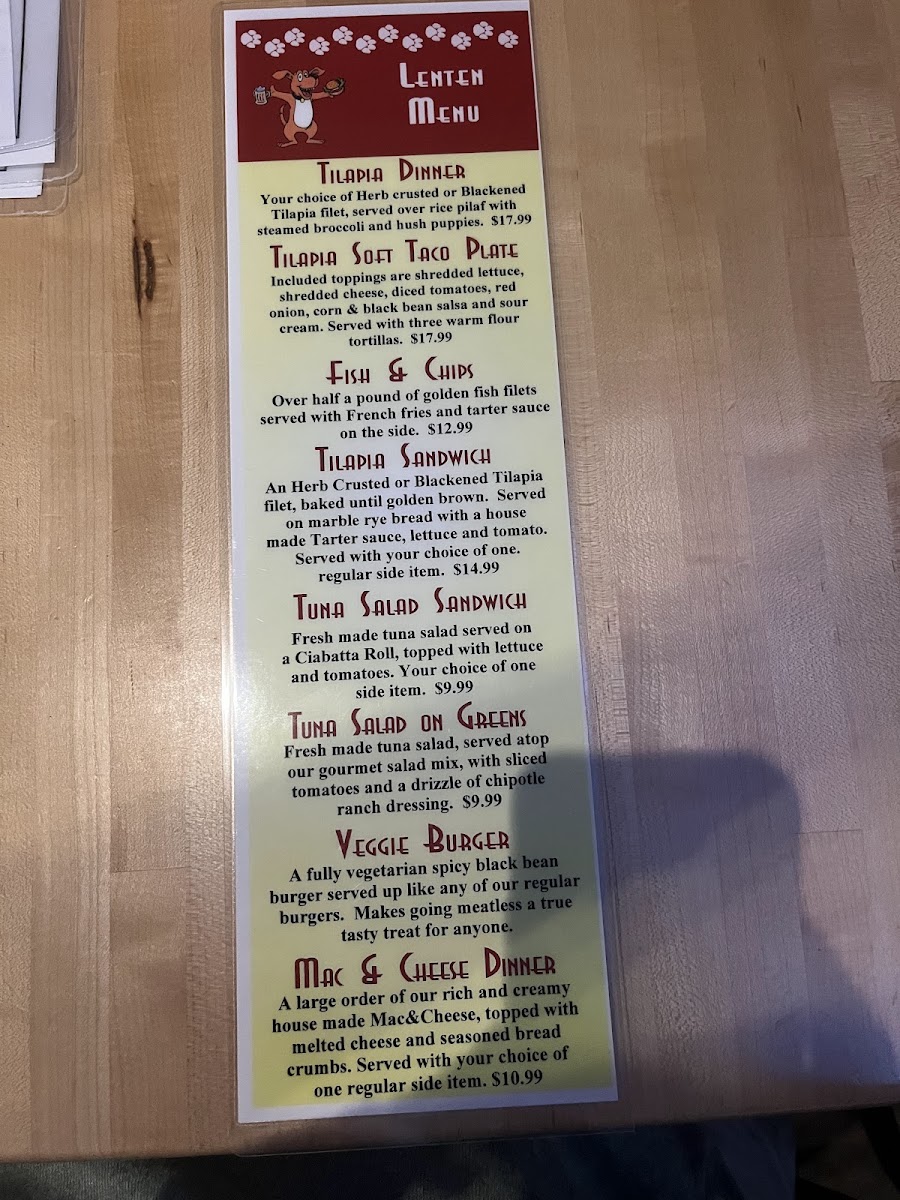 Lenten
Menu
Tilapia Dinner
Your choice of Herb crusted or Blackened
Tilapia filet, served over rice pilaf with
steamed broccoli and hush puppies. $17.99
Tilapia Soft Taco Plate
Included toppings are shredded lettuce,
shredded cheese, diced tomatoes, red
onion, corn & black bean salsa and sour
cream. Served with three warm flour
tortillas. $17.99
Fish & Chips
Over half a pound of golden fish filets
served with French fries and tarter sauce
on the side. $12.99
Tilapia Sandwich
An Herb Crusted or Blackened Tilapia
filet, baked until golden brown. Served
on marble rye bread with a house
made Tarter sauce, lettuce and tomato.
Served with your choice of one.
regular side item. $14.99
Tuna Salad Sandwich
Fresh made tuna salad served on
a Ciabatta Roll, topped with lettuce
and tomatoes. Your choice of one
side item. $9.99
Tuna Salad on Greens
Fresh made tuna salad, served atop
our gourmet salad mix, with sliced
tomatoes and a drizzle of chipotle
ranch dressing. $9.99
Veggie Burger
A fully vegetarian spicy black bean
burger served up like any of our regular
burgers. Makes going meatless a true
tasty treat for anyone.
Mac & Cheese Dinner
A large order of our rich and creamy
house made Mac&Cheese, topped with
melted cheese and seasoned bread
crumbs. Served with your choice of
one regular side item. $10.99